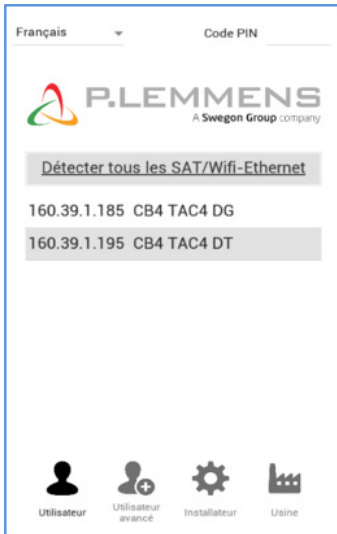 Français
Code PIN
P.LEMMENS
A Swegon Group company
Détecter tous les SAT/Wifi-Ethernet
160.39.1.185 CB4 TAC4 DG
160.39.1.195 CB4 TAC4 DT
Utilisateur
Utilisateur
avancé
Installateur
Usine